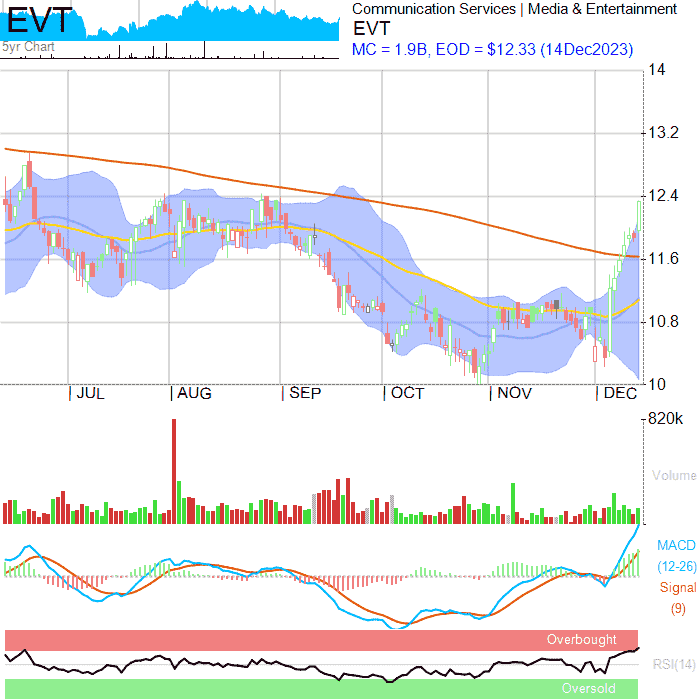 EVT
5yr Chart
Communication Services | Media & Entertainment
EVT
MC = 1.9B, EOD = $12.33 (14Dec2023)
14
13.2
12.4
11.6
10.8
10
JUL
AUG
SEP
OCT
NOV
DEC
820k
Volume
MACD
(12-26)
Signal
(9)
Overbought
RSI(14)
Oversold